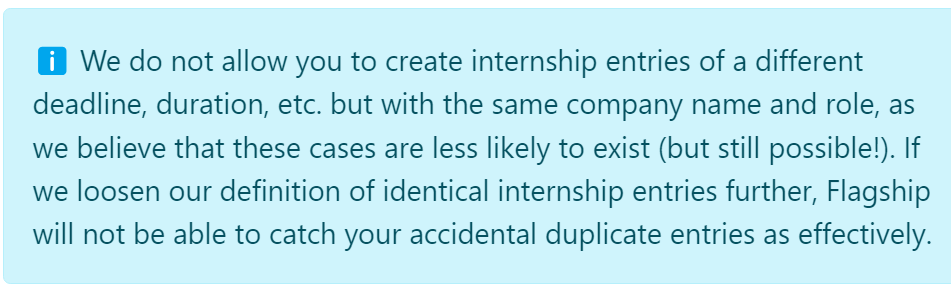 We do not allow you to create internship entries of a different
deadline, duration, etc. but with the same company name and role, as
we believe that these cases are less likely to exist (but still possible!). If
we loosen our definition of identical internship entries further, Flagship
will not be able to catch your accidental duplicate entries as effectively.